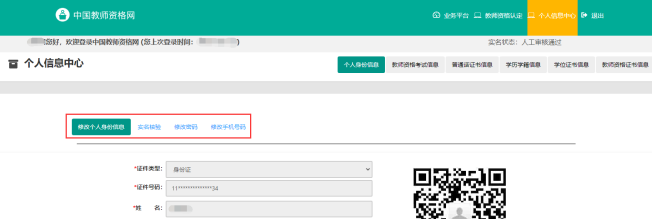 中国教师资格网
业务平台 教师资格认定 个人信息中心 退出
您好，欢迎登录中国教师资格网 (您上次登录时间: )
实名状态：人工审核通过
个人信息中心
个人身份信息 教师资格考试信息 普通话证书信息 学历学籍信息 学位证书信息 教师资格证书信息
修改个人身份信息 实名核验 修改密码 修改手机号码
*证件类型: 身份证
*证件号码: 11**************34
*姓 名: